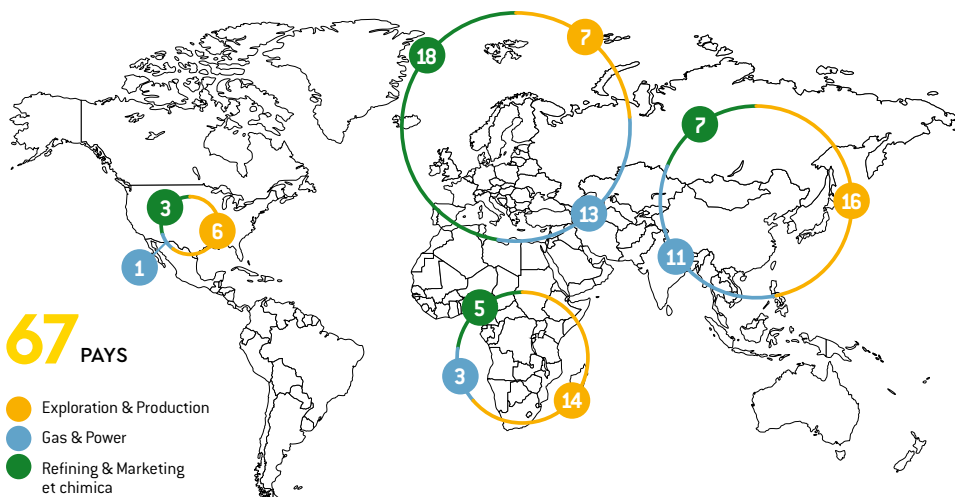 7
18
7
3
16
13
6
11
1
5
67 PAYS
3
14
Exploration & Production
Gas & Power
Refining & Marketing
et chimica